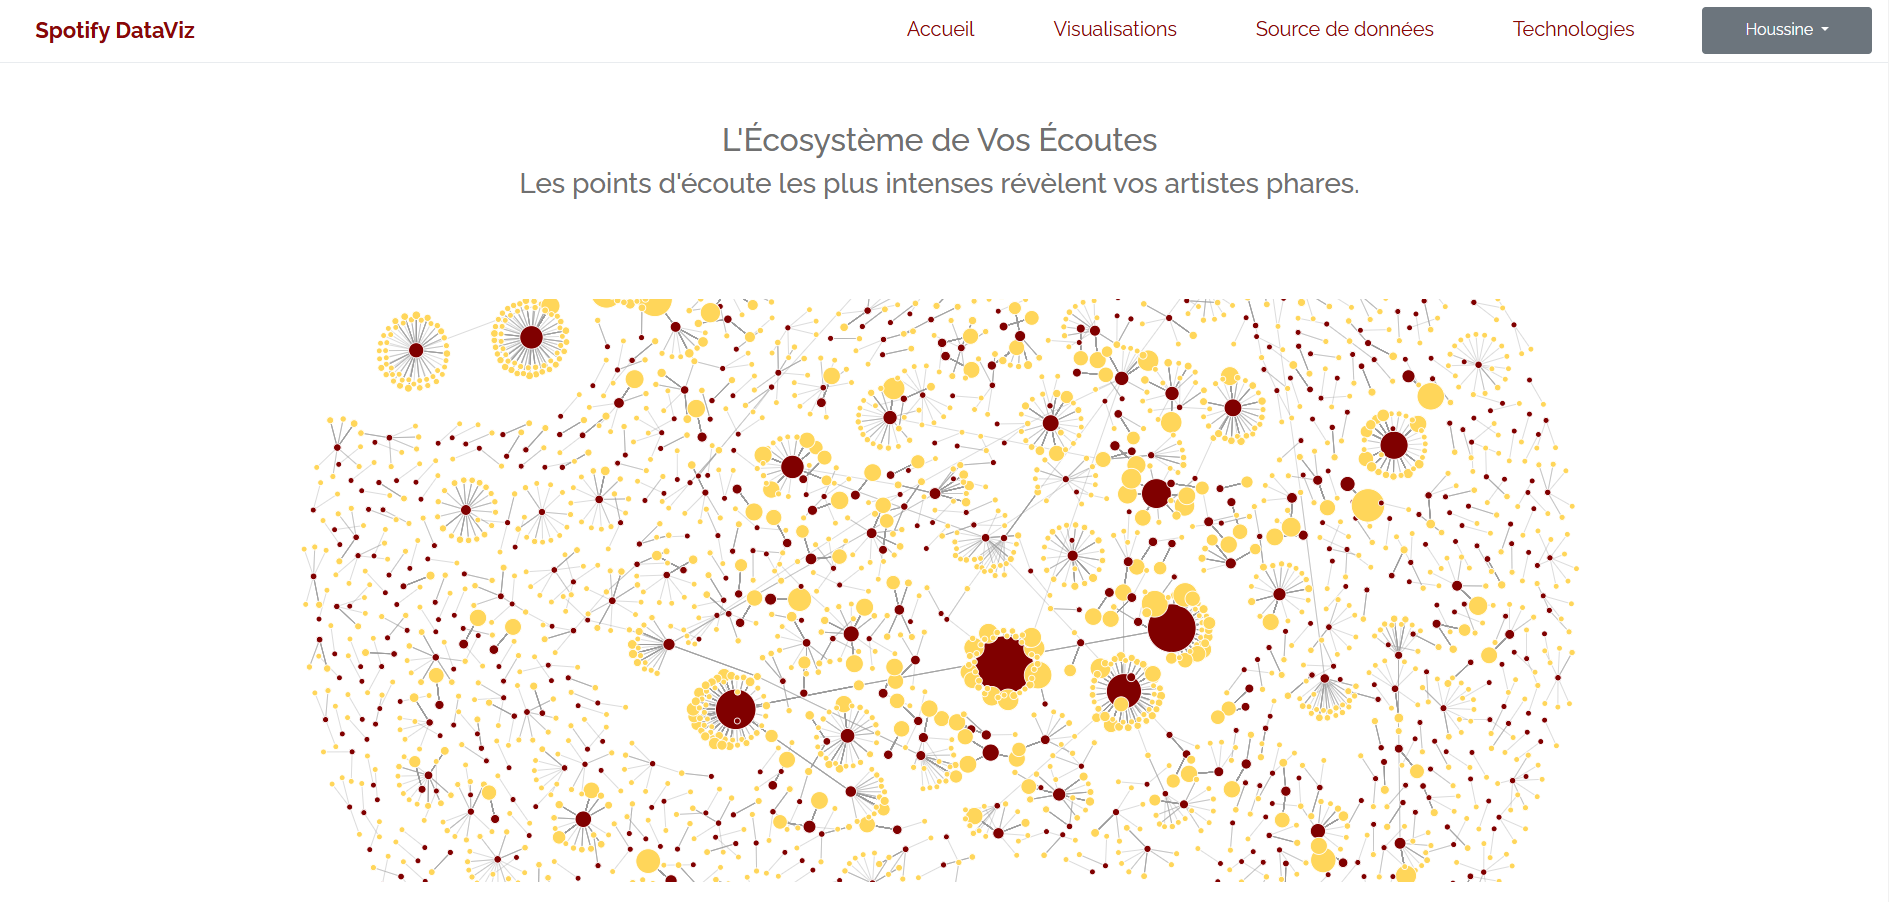 Spotify DataViz
Accueil
Visualisations
Source de données
Technologies
Houssine
L'Écosystème de Vos Écoutes
Les points d'écoute les plus intenses révèlent vos artistes phares.